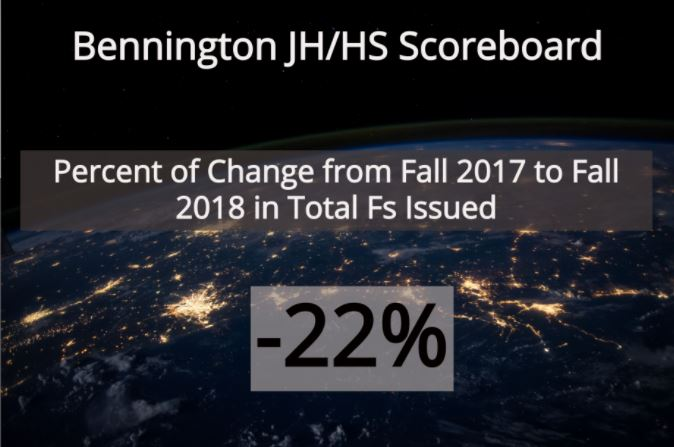 Bennington JH/HS Scoreboard
Percent of Change from Fall 2017 to Fall
2018 in Total Fs Issued
-22%